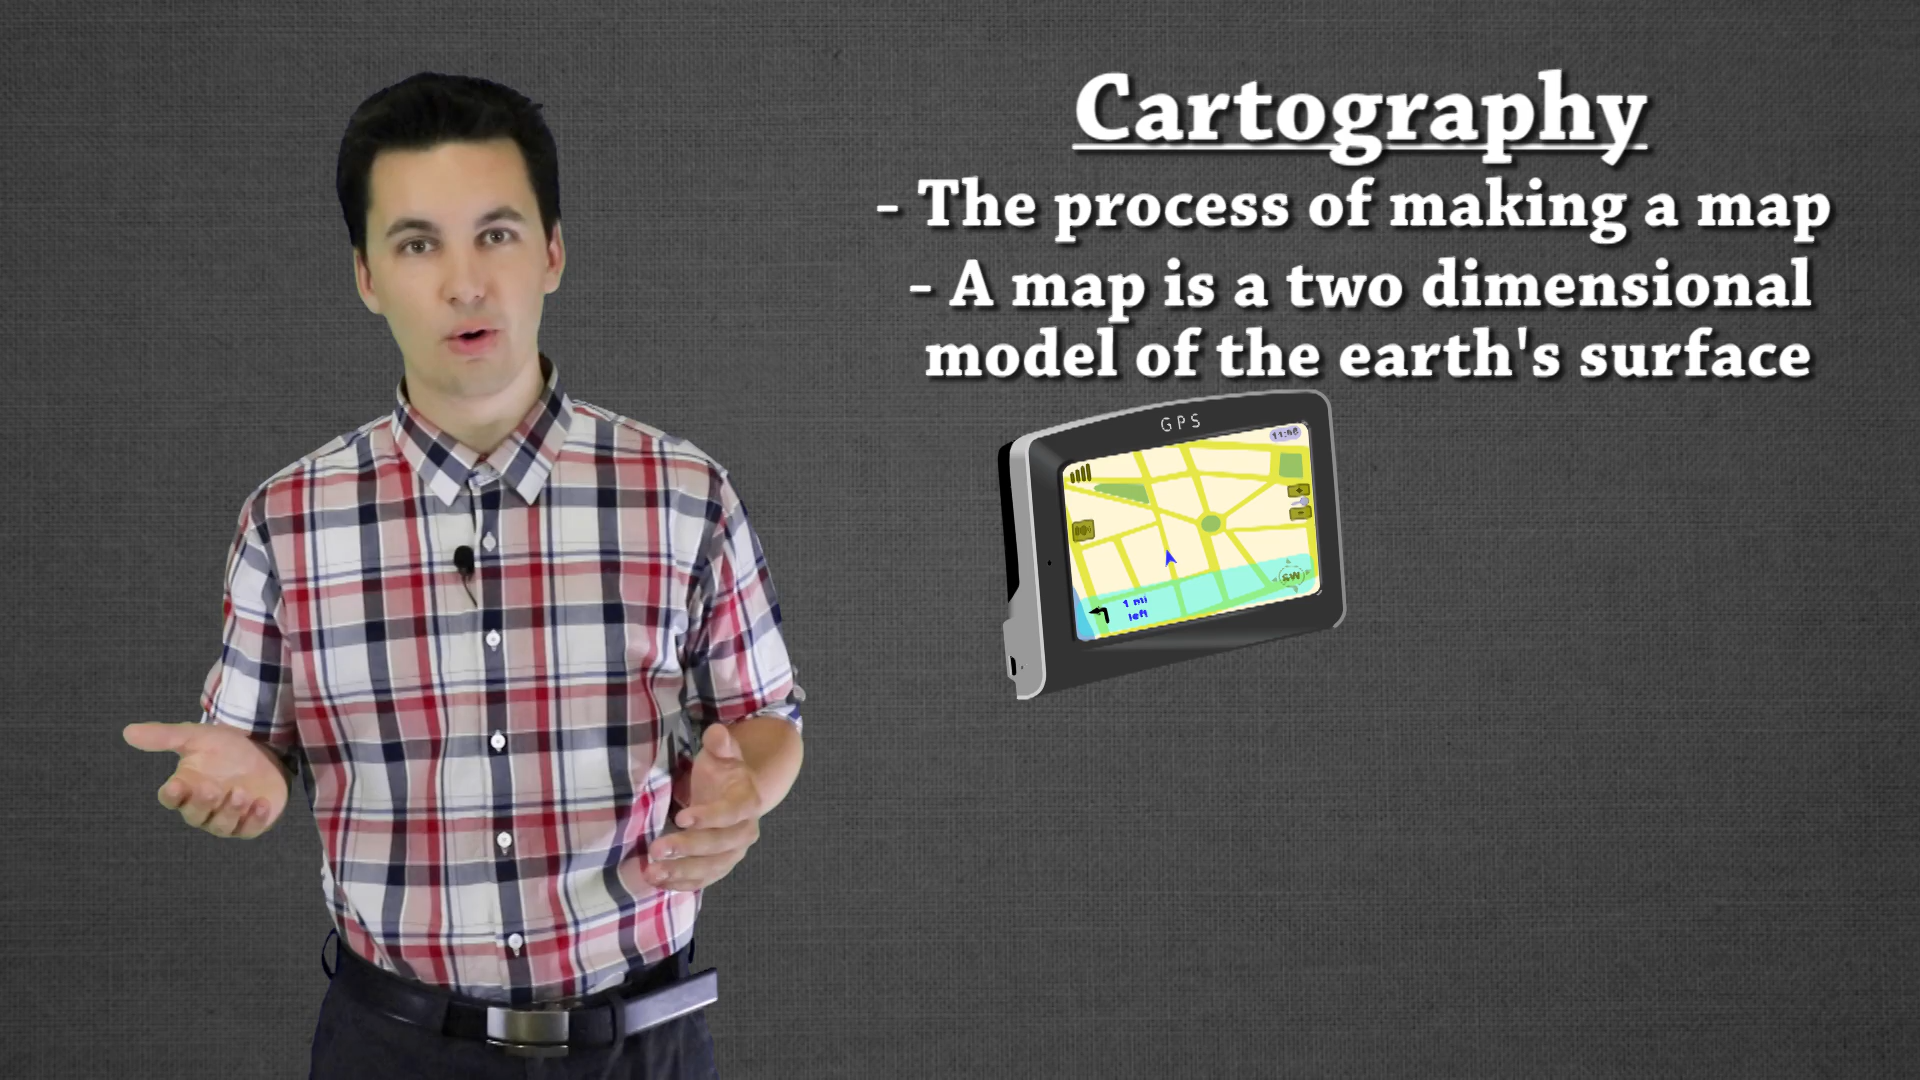 Cartography
- The process of making a map
- A map is a two dimensional
model of the earth's surface
GPS
11:56
1 mi
left
SW